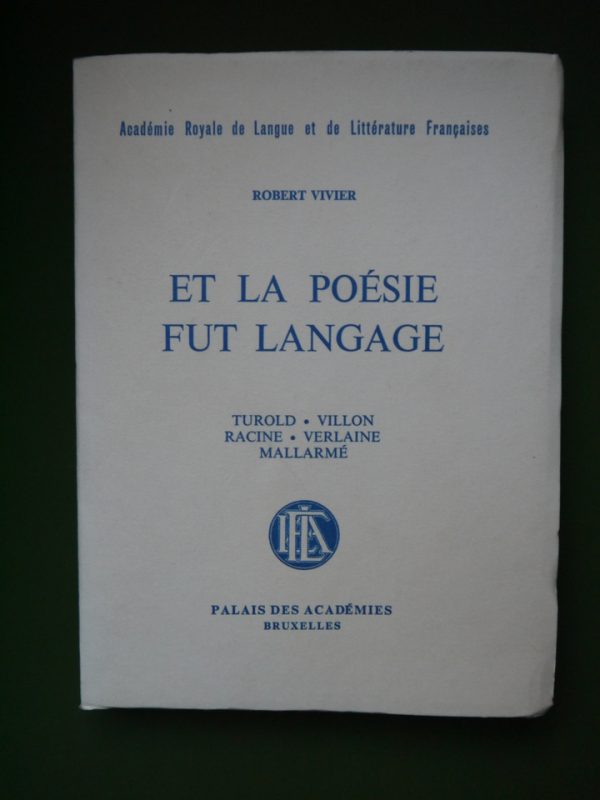 Académie Royale de Langue et de Littérature Françaises
ROBERT VIVIER
ET LA POÉSIE
FUT LANGAGE
TUROLD • VILLON
RACINE • VERLAINE
MALLARMÉ
PALAIS DES ACADÉMIES
BRUXELLES